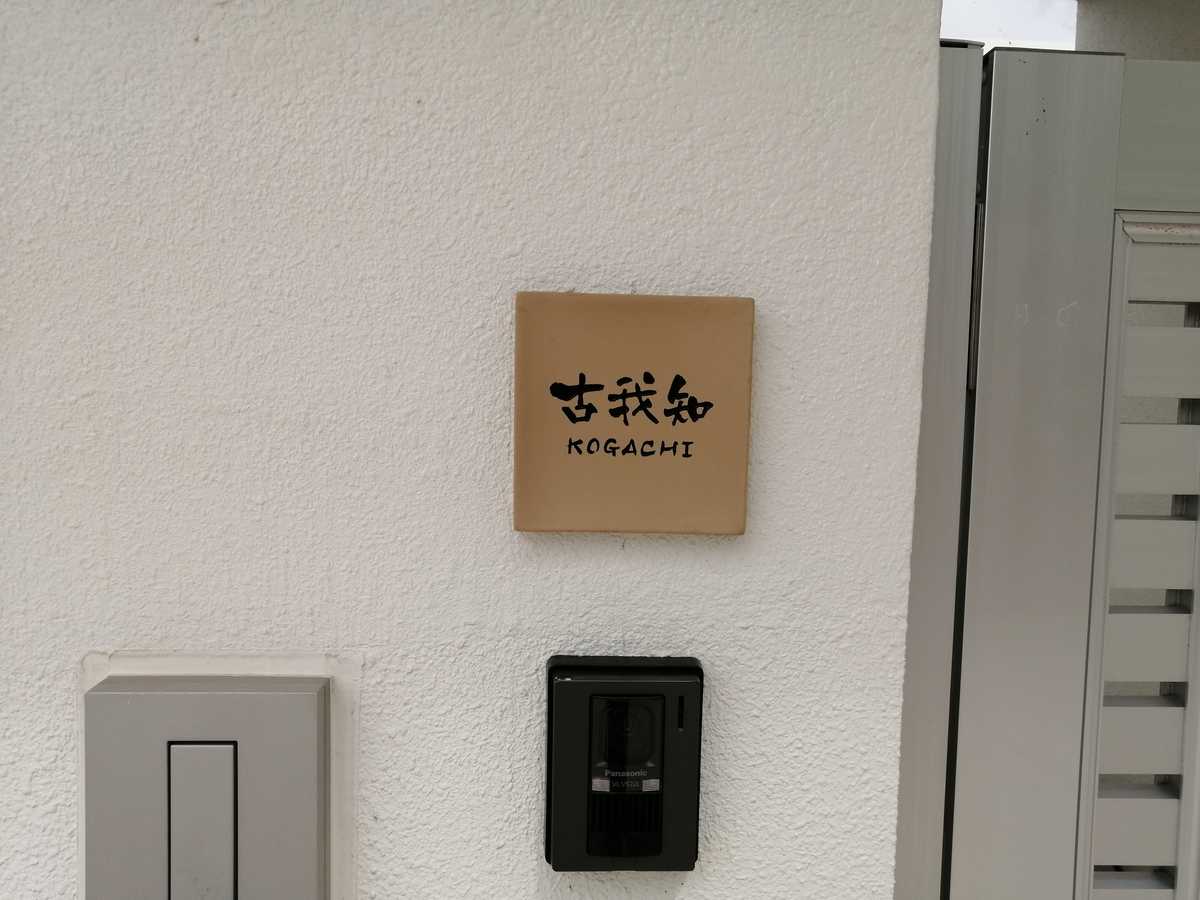 古我知
KOGACHI
Panasonic